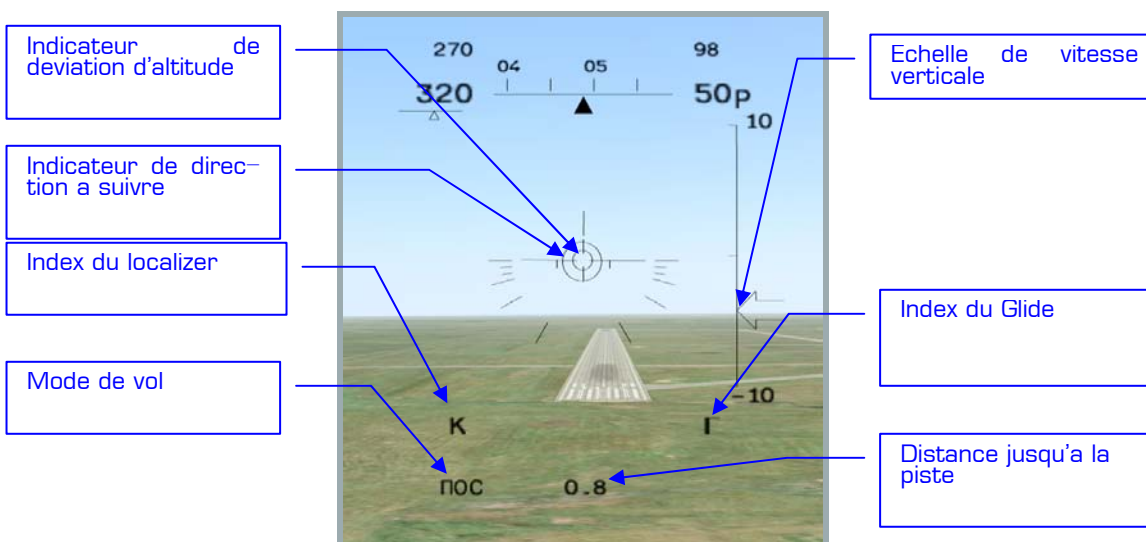 Indicateur de
deviation d'altitude
Indicateur de direc-
tion a suivre
Index du localizer
Mode de vol
270
98
04 05
320
50р
10
-10
К
Г
ПОС
0.8
Echelle de vitesse
verticale
Index du Glide
Distance jusqu'a la
piste